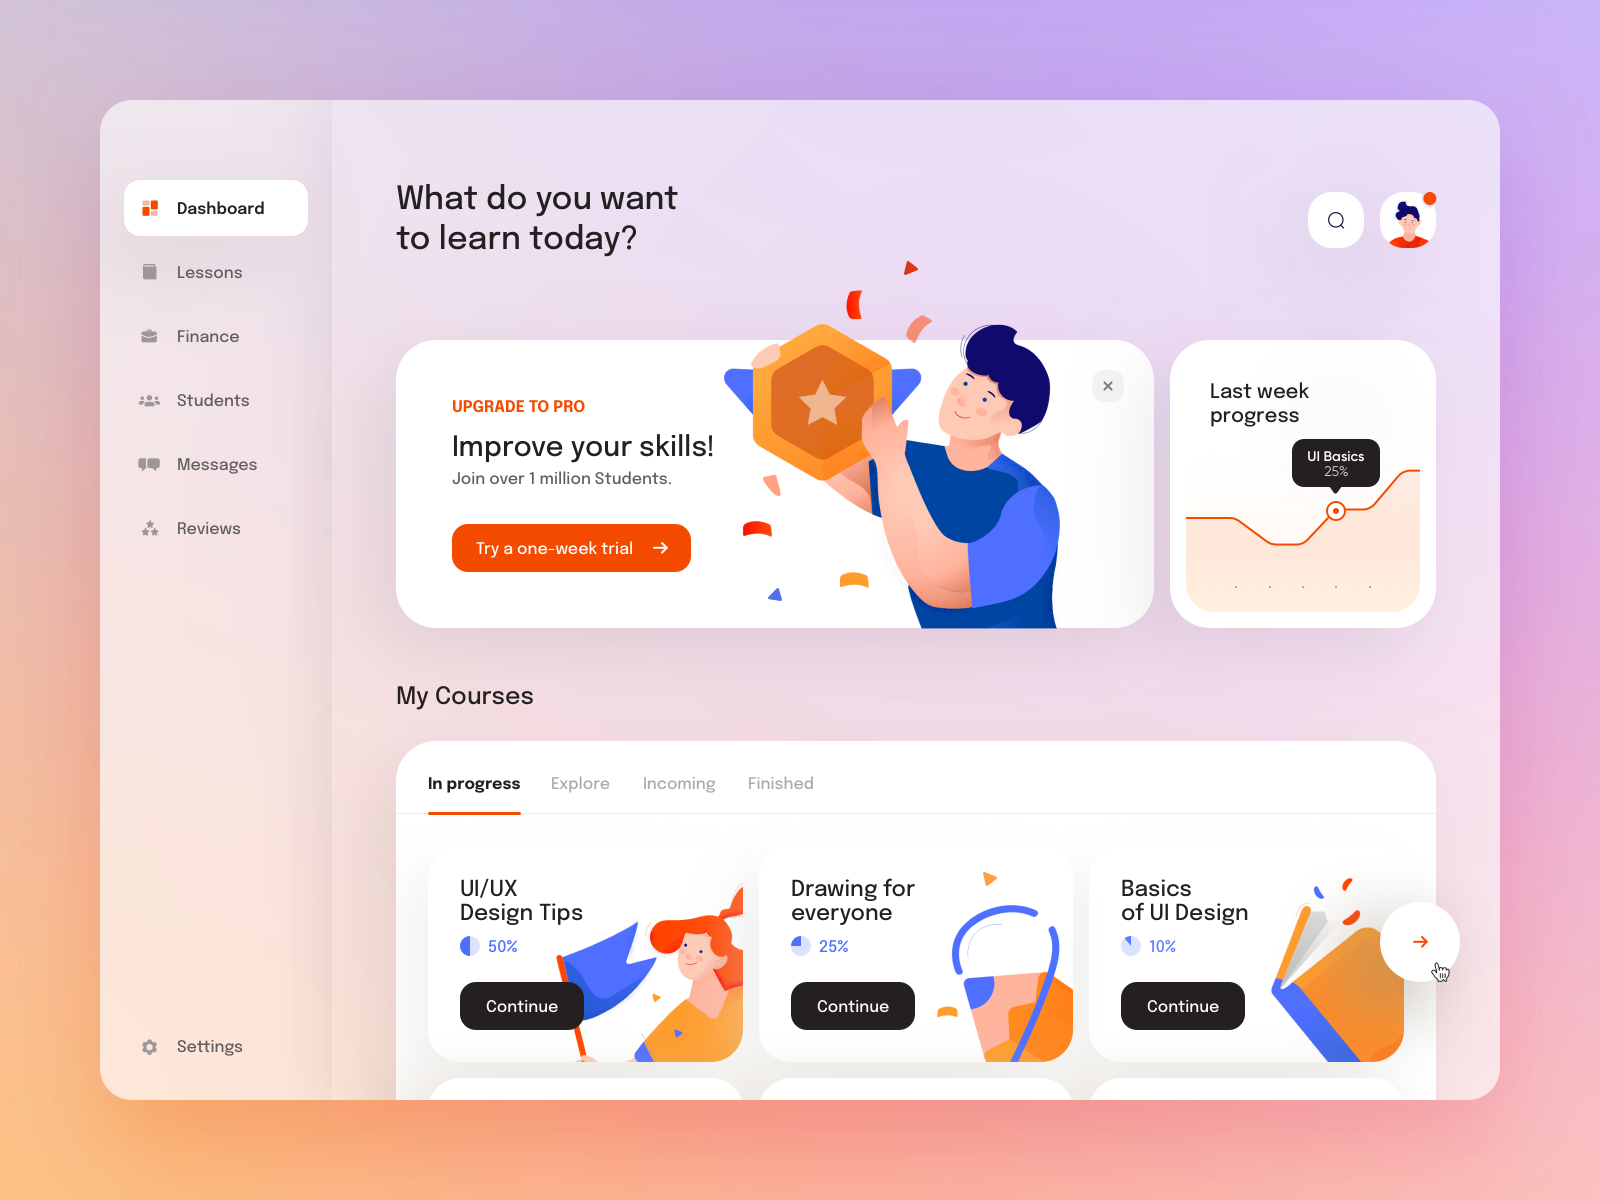 Dashboard
Lessons
Finance
Students
Messages
Reviews
Settings
What do you want
to learn today?
UPGRADE TO PRO
Improve your skills!
Join over 1 million Students.
Try a one-week trial
Last week
progress
UI Basics
25%
My Courses
In progress
Explore
Incoming
Finished
UI/UX
Design Tips
50%
Continue
Drawing for
everyone
25%
Continue
Basics
of UI Design
10%
Continue